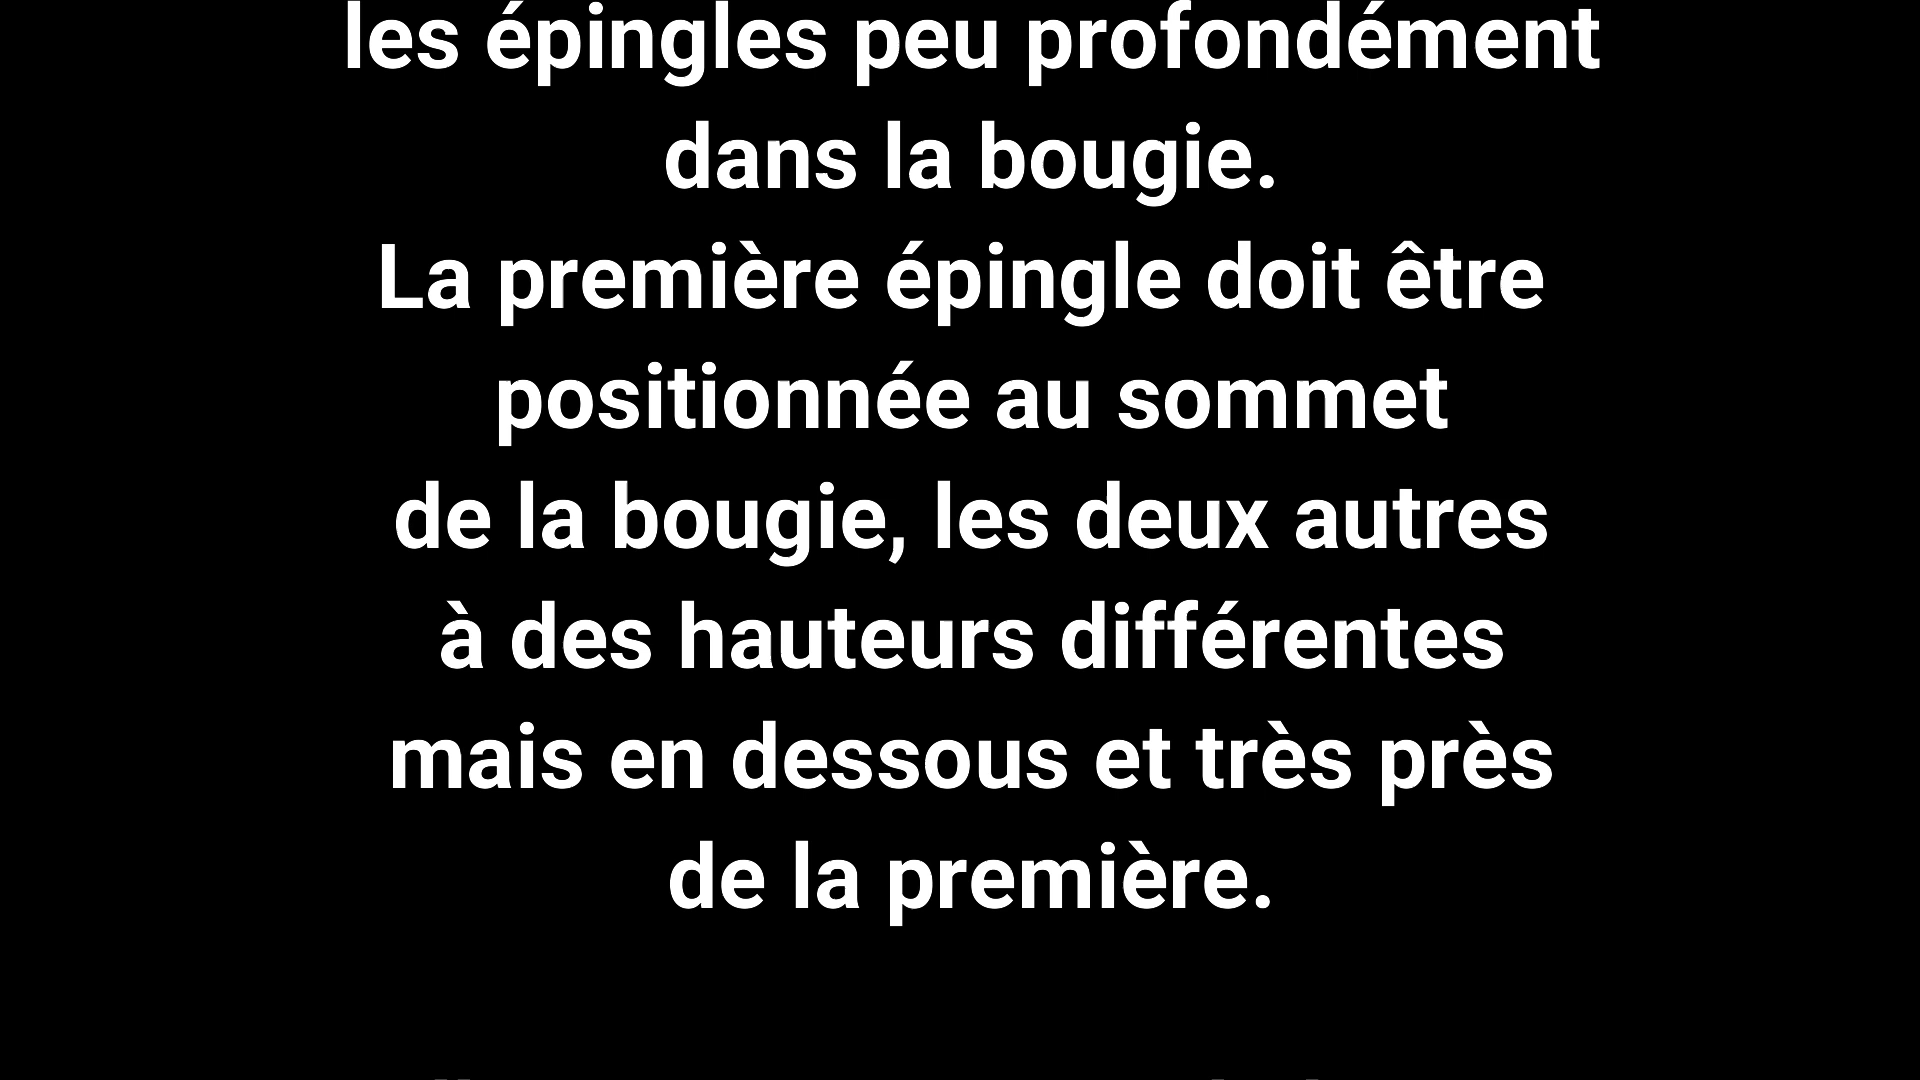 les épingles peu profondément
dans la bougie.
La première épingle doit être
positionnée au sommet
de la bougie, les deux autres
à des hauteurs différentes
mais en dessous et très près
de la première.